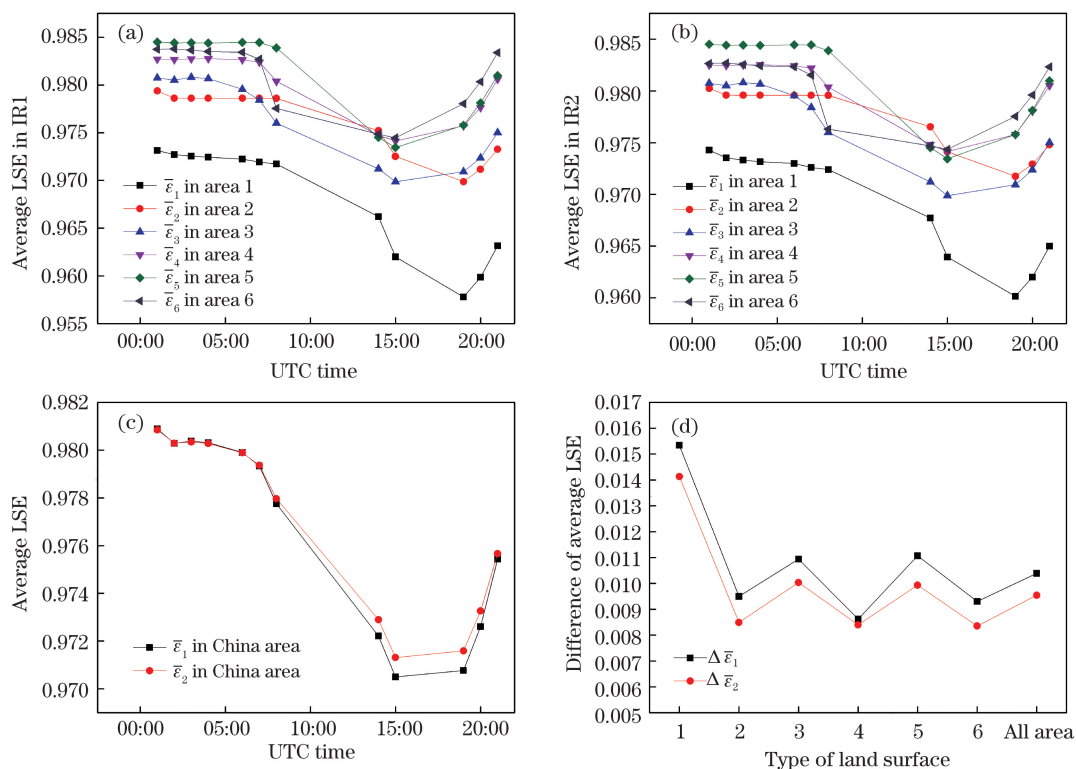 (a)
Average LSE in IR1
0.985
0.980
0.975
0.970
0.965
0.960
0.955
ε̅₁ in area 1
ε̅₂ in area 2
ε̅₃ in area 3
ε̅₄ in area 4
ε̅₅ in area 5
ε̅₆ in area 6
00:00 05:00 10:00 15:00 20:00
UTC time
(b)
Average LSE in IR2
0.985
0.980
0.975
0.970
0.965
0.960
ε̅₁ in area 1
ε̅₂ in area 2
ε̅₃ in area 3
ε̅₄ in area 4
ε̅₅ in area 5
ε̅₆ in area 6
00:00 05:00 10:00 15:00 20:00
UTC time
(c)
Average LSE
0.982
0.980
0.978
0.976
0.974
0.972
0.970
ε̅₁ in China area
ε̅₂ in China area
00:00 05:00 10:00 15:00 20:00
UTC time
(d)
Difference of average LSE
0.017
0.016
0.015
0.014
0.013
0.012
0.011
0.010
0.009
0.008
0.007
0.006
0.005
Δ ε̅₁
Δ ε̅₂
1 2 3 4 5 6 All area
Type of land surface